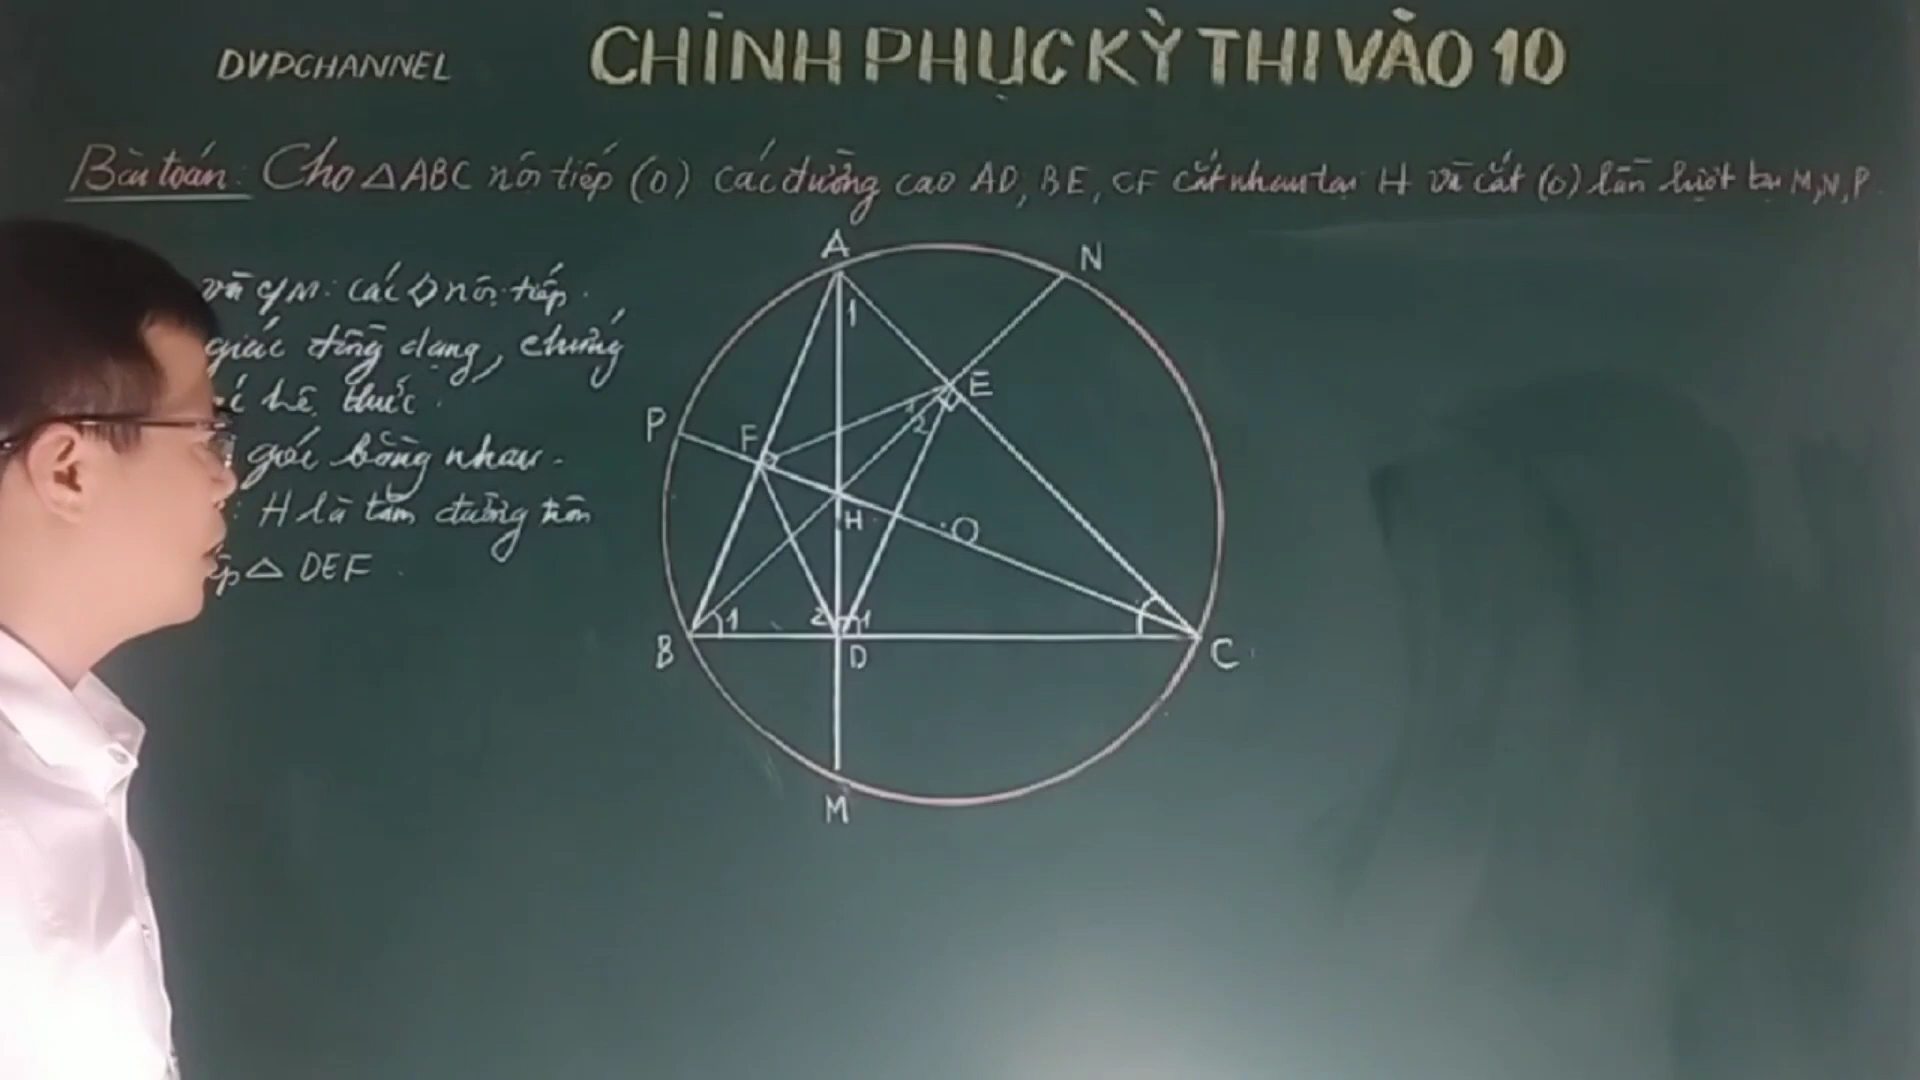 DVPCHANNEL
CHINH PHỤC KỲ THI VÀO 10
Bài toán: Cho △ABC nội tiếp (O) các đường cao AD, BE, CF cắt nhau tại H và cắt (O) lần lượt tại M, N, P.
và c/m: các ◇ nội tiếp.
giác đồng dạng, chứng
hệ thức.
góc bằng nhau.
: H là tâm đường tròn
△ DEF
A
N
1
E
P
F
1
2
H
O
1
2
1
B
D
C
M